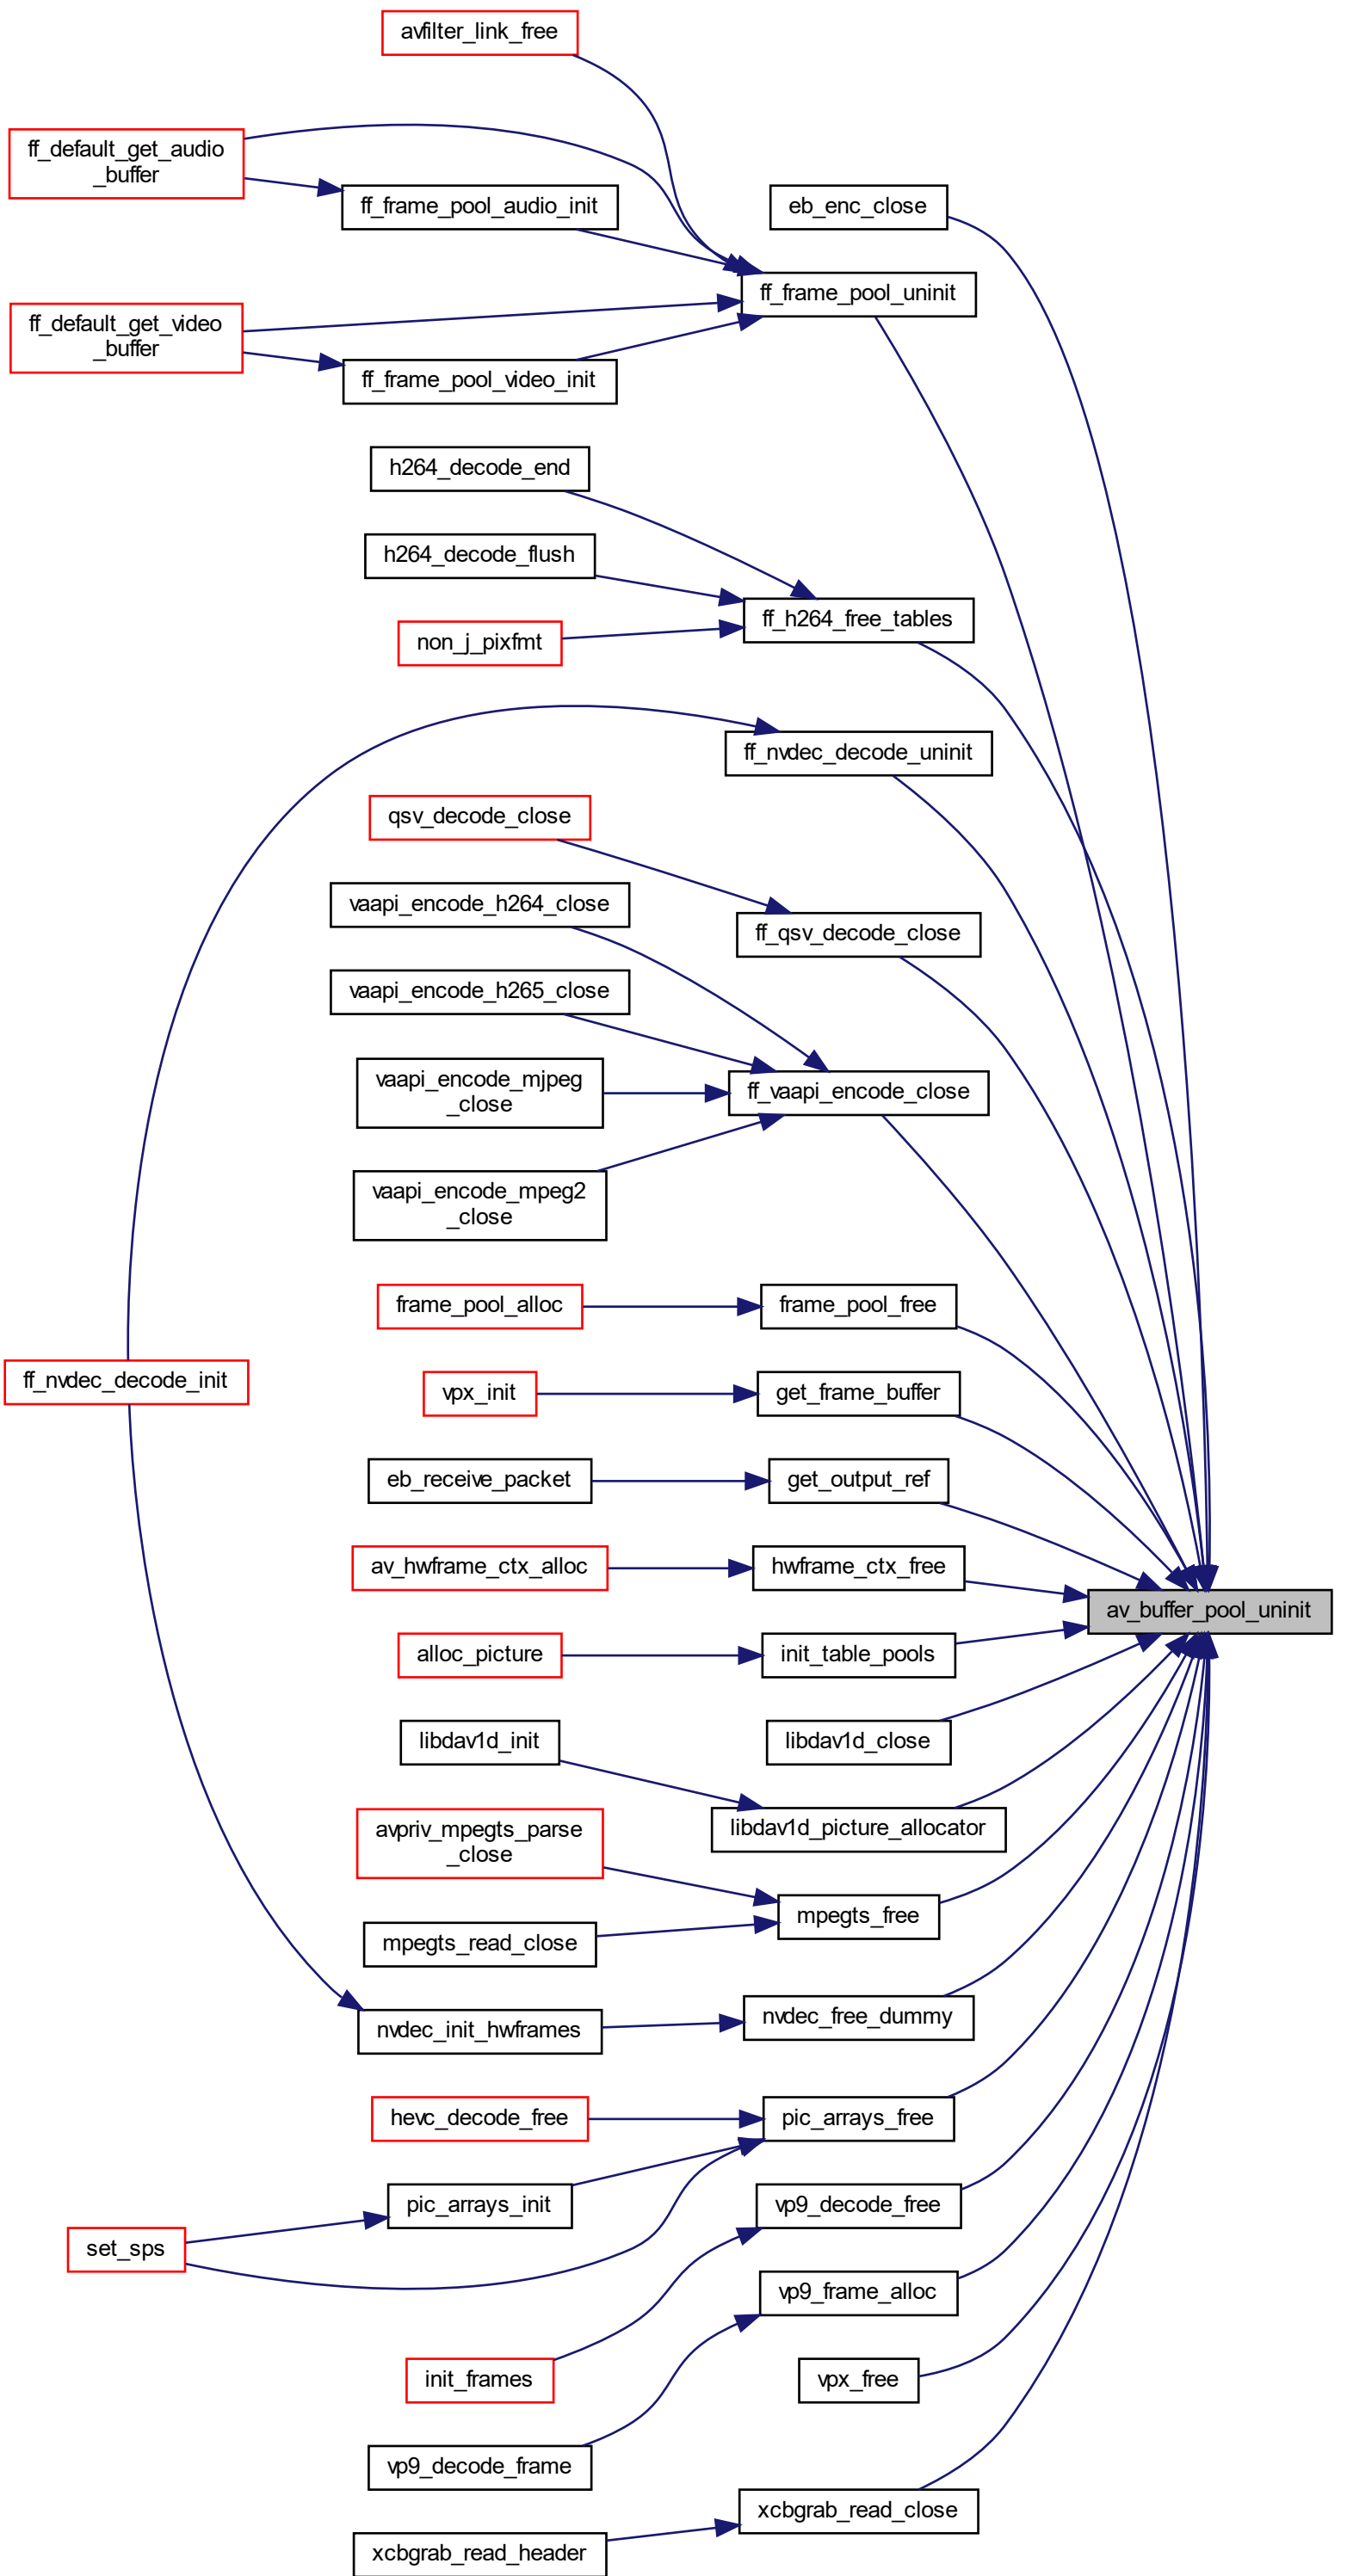 avfilter_link_free
ff_default_get_audio
_buffer
ff_frame_pool_audio_init
eb_enc_close
ff_frame_pool_uninit
ff_default_get_video
_buffer
ff_frame_pool_video_init
h264_decode_end
h264_decode_flush
ff_h264_free_tables
non_j_pixfmt
ff_nvdec_decode_uninit
qsv_decode_close
vaapi_encode_h264_close
ff_qsv_decode_close
vaapi_encode_h265_close
vaapi_encode_mjpeg
_close
ff_vaapi_encode_close
vaapi_encode_mpeg2
_close
frame_pool_alloc
frame_pool_free
ff_nvdec_decode_init
vpx_init
get_frame_buffer
eb_receive_packet
get_output_ref
av_hwframe_ctx_alloc
hwframe_ctx_free
av_buffer_pool_uninit
alloc_picture
init_table_pools
libdav1d_init
libdav1d_close
libdav1d_picture_allocator
avpriv_mpegts_parse
_close
mpegts_free
mpegts_read_close
nvdec_free_dummy
nvdec_init_hwframes
hevc_decode_free
pic_arrays_free
pic_arrays_init
vp9_decode_free
set_sps
vp9_frame_alloc
init_frames
vpx_free
vp9_decode_frame
xcbgrab_read_close
xcbgrab_read_header